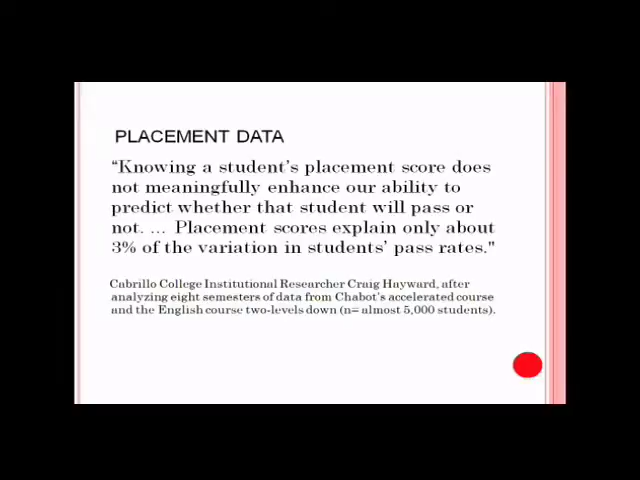 PLACEMENT DATA
“Knowing a student’s placement score does
not meaningfully enhance our ability to
predict whether that student will pass or
not. ... Placement scores explain only about
3% of the variation in students’ pass rates."
Cabrillo College Institutional Researcher Craig Hayward, after
analyzing eight semesters of data from Chabot’s accelerated course
and the English course two-levels down (n= almost 5,000 students).